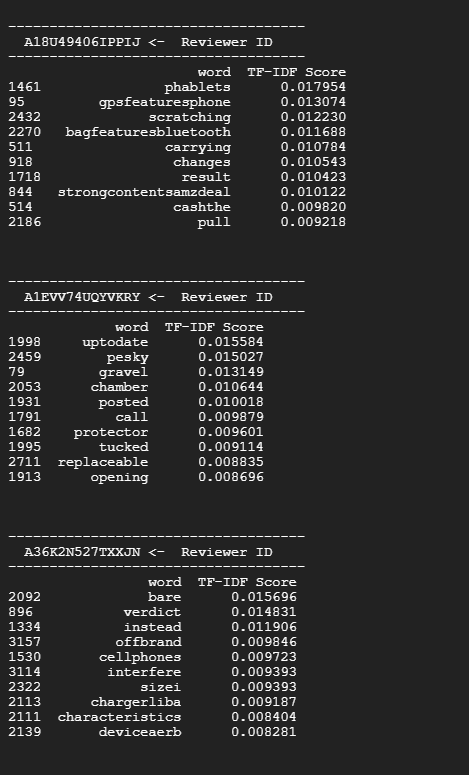 ------------------------------------
A18U49406IPPIJ <-  Reviewer ID
------------------------------------
word  TF-IDF Score
1461 phablets 0.017954
95 gpsfeaturesphone 0.013074
2432 scratching 0.012230
2270 bagfeaturesbluetooth 0.011688
511 carrying 0.010784
918 changes 0.010543
1718 result 0.010423
844 strongcontentsamzdeal 0.010122
514 cashthe 0.009820
2186 pull 0.009218
------------------------------------
A1EVV74UQYVKRY <-  Reviewer ID
------------------------------------
word  TF-IDF Score
1998 uptodate 0.015584
2459 pesky 0.015027
79 gravel 0.013149
2053 chamber 0.010644
1931 posted 0.010018
1791 call 0.009879
1682 protector 0.009601
1995 tucked 0.009114
2711 replaceable 0.008835
1913 opening 0.008696
------------------------------------
A36K2N527TXXJN <-  Reviewer ID
------------------------------------
word  TF-IDF Score
2092 bare 0.015696
896 verdict 0.014831
1334 instead 0.011906
3157 offbrand 0.009846
1530 cellphones 0.009723
3114 interfere 0.009393
2322 sizei 0.009393
2113 chargerliba 0.009187
2111 characteristics 0.008404
2139 deviceaerb 0.008281